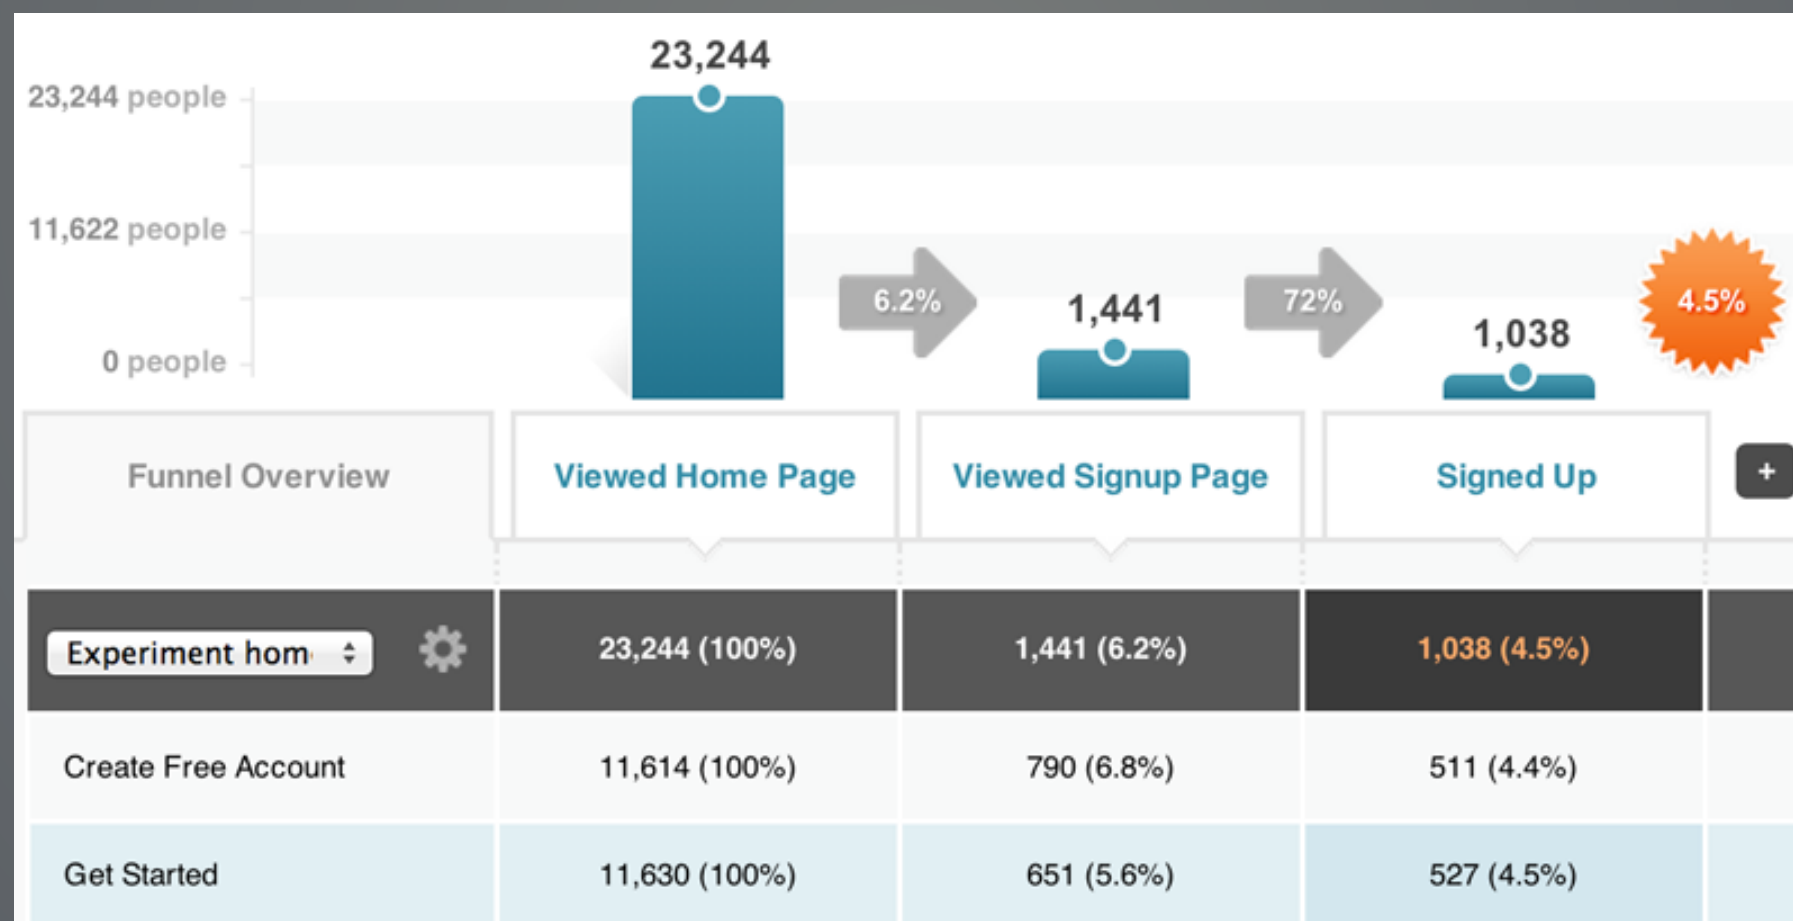 23,244
23,244 people
11,622 people
6.2%
1,441
72%
1,038
4.5%
0 people
Funnel Overview
Viewed Home Page
Viewed Signup Page
Signed Up
+
Experiment hom
23,244 (100%)
1,441 (6.2%)
1,038 (4.5%)
Create Free Account
11,614 (100%)
790 (6.8%)
511 (4.4%)
Get Started
11,630 (100%)
651 (5.6%)
527 (4.5%)